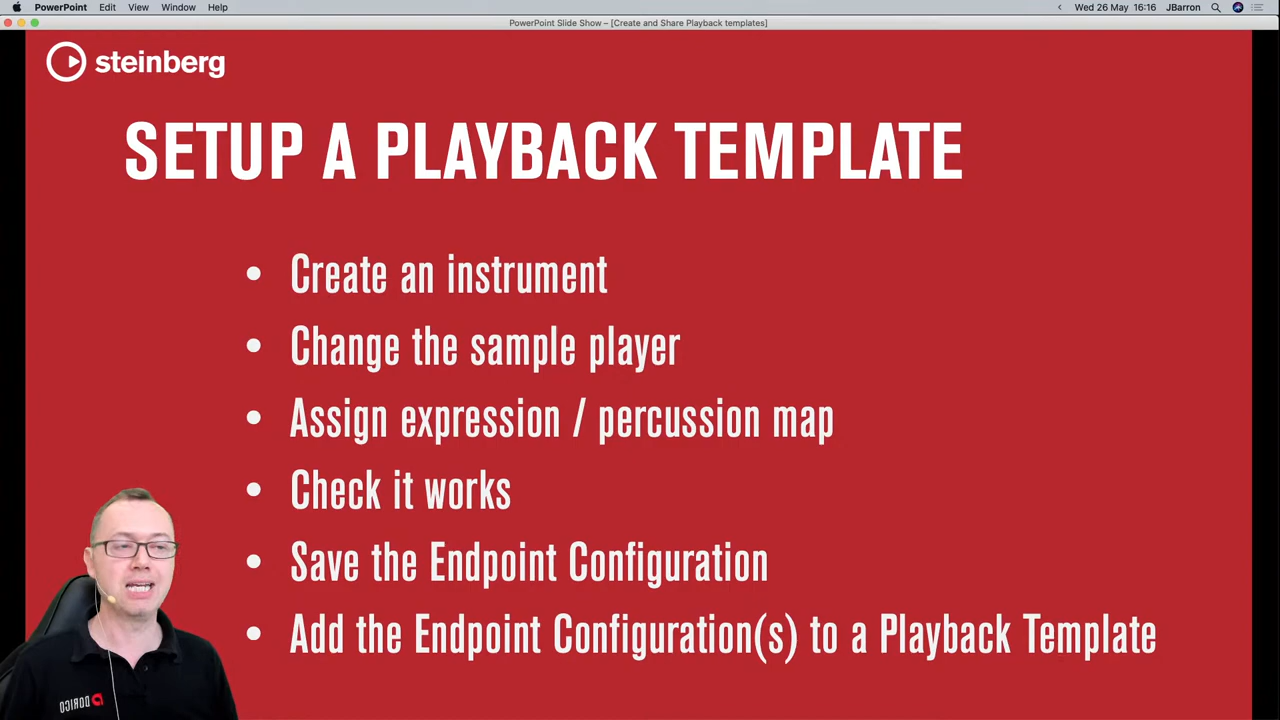 PowerPoint Edit View Window Help
Wed 26 May 16:16 JBarron
PowerPoint Slide Show – [Create and Share Playback templates]
steinberg
SETUP A PLAYBACK TEMPLATE
• Create an instrument
• Change the sample player
• Assign expression / percussion map
• Check it works
• Save the Endpoint Configuration
• Add the Endpoint Configuration(s) to a Playback Template
DORICO